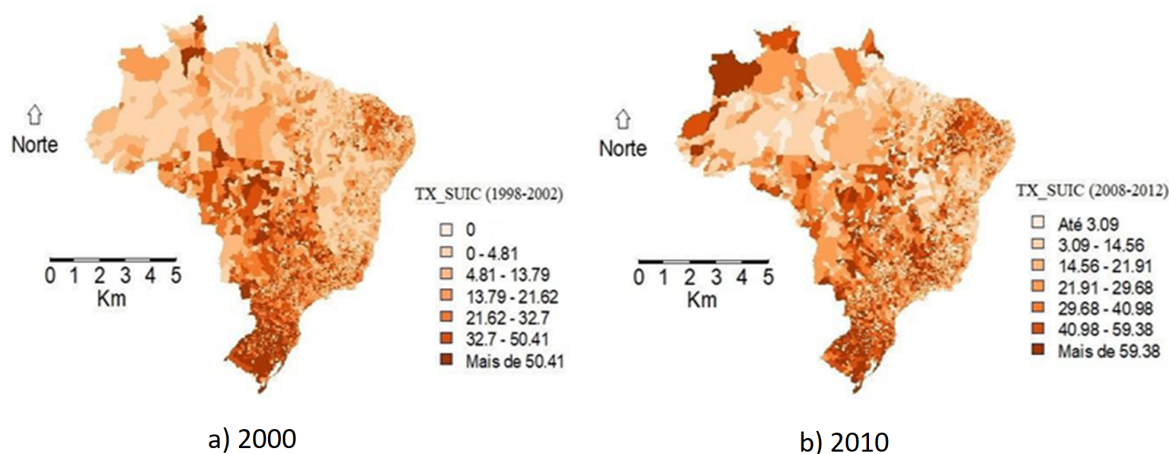 Norte
TX_SUIC (1998-2002)
0
0 - 4.81
4.81 - 13.79
13.79 - 21.62
21.62 - 32.7
32.7 - 50.41
Mais de 50.41
0 1 2 3 4 5
Km
a) 2000
Norte
TX_SUIC (2008-2012)
Até 3.09
3.09 - 14.56
14.56 - 21.91
21.91 - 29.68
29.68 - 40.98
40.98 - 59.38
Mais de 59.38
0 1 2 3 4 5
Km
b) 2010